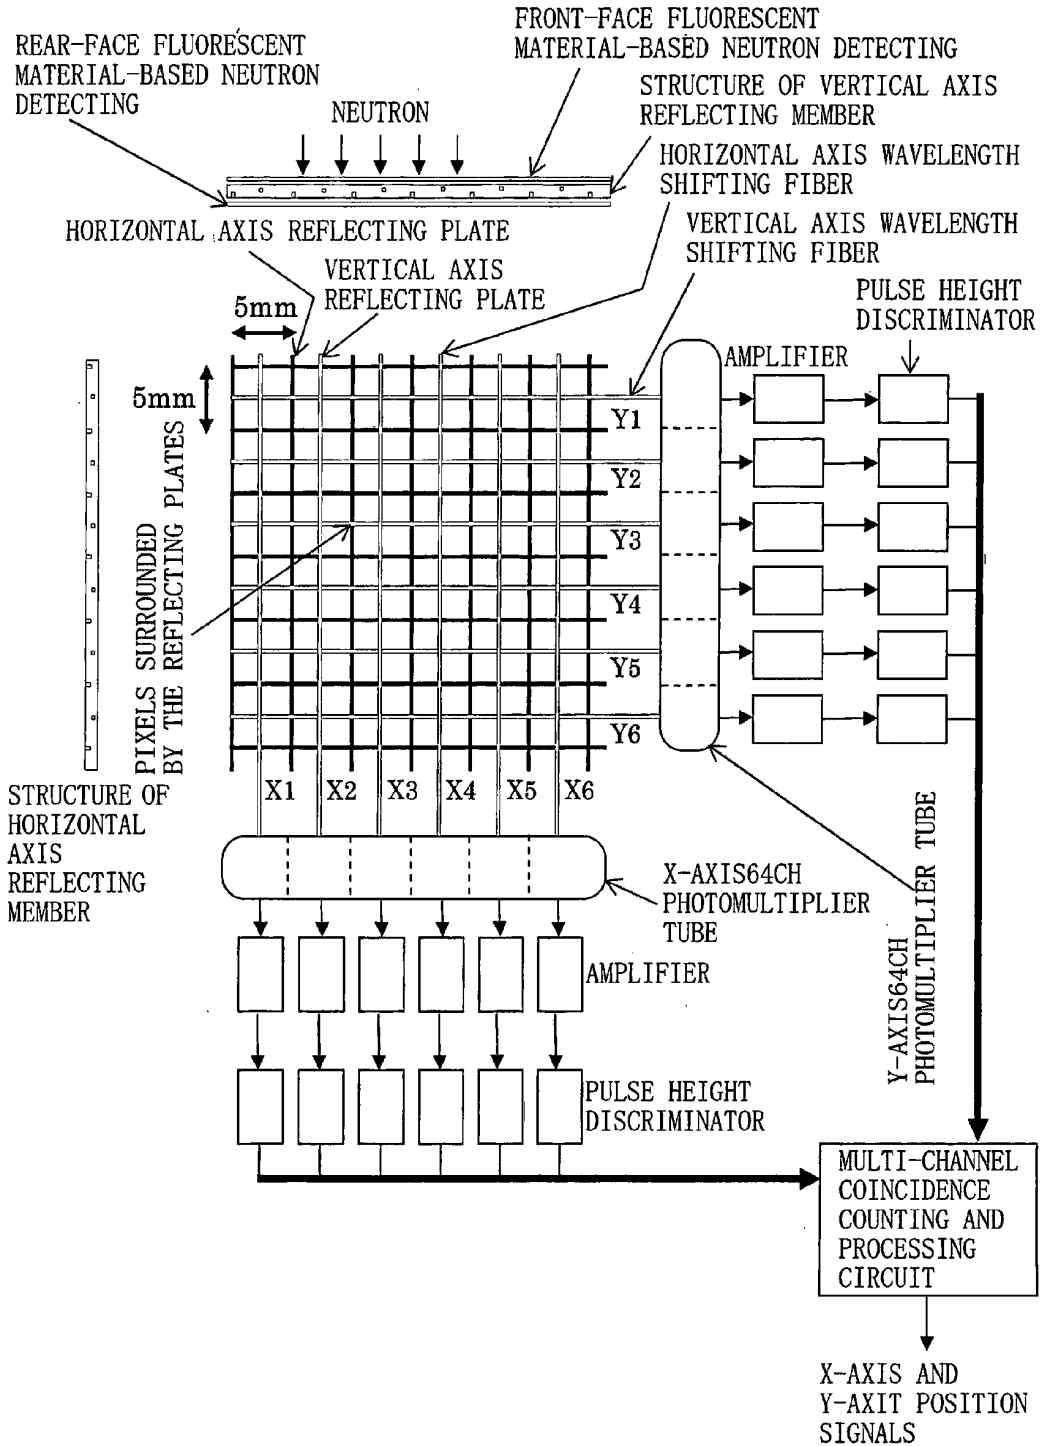 FRONT-FACE FLUORESCENT
MATERIAL-BASED NEUTRON DETECTING
REAR-FACE FLUORESCENT
MATERIAL-BASED NEUTRON
DETECTING
STRUCTURE OF VERTICAL AXIS
REFLECTING MEMBER
NEUTRON
HORIZONTAL AXIS WAVELENGTH
SHIFTING FIBER
HORIZONTAL AXIS REFLECTING PLATE
VERTICAL AXIS WAVELENGTH
SHIFTING FIBER
VERTICAL AXIS
REFLECTING PLATE
PULSE HEIGHT
DISCRIMINATOR
5mm
AMPLIFIER
5mm
Y1
Y2
Y3
Y4
Y5
Y6
PIXELS SURROUNDED
BY THE REFLECTING PLATES
X1 X2 X3 X4 X5 X6
STRUCTURE OF
HORIZONTAL
AXIS
REFLECTING
MEMBER
X-AXIS64CH
PHOTOMULTIPLIER
TUBE
Y-AXIS64CH
PHOTOMULTIPLIER TUBE
AMPLIFIER
PULSE HEIGHT
DISCRIMINATOR
MULTI-CHANNEL
COINCIDENCE
COUNTING AND
PROCESSING
CIRCUIT
X-AXIS AND
Y-AXIT POSITION
SIGNALS